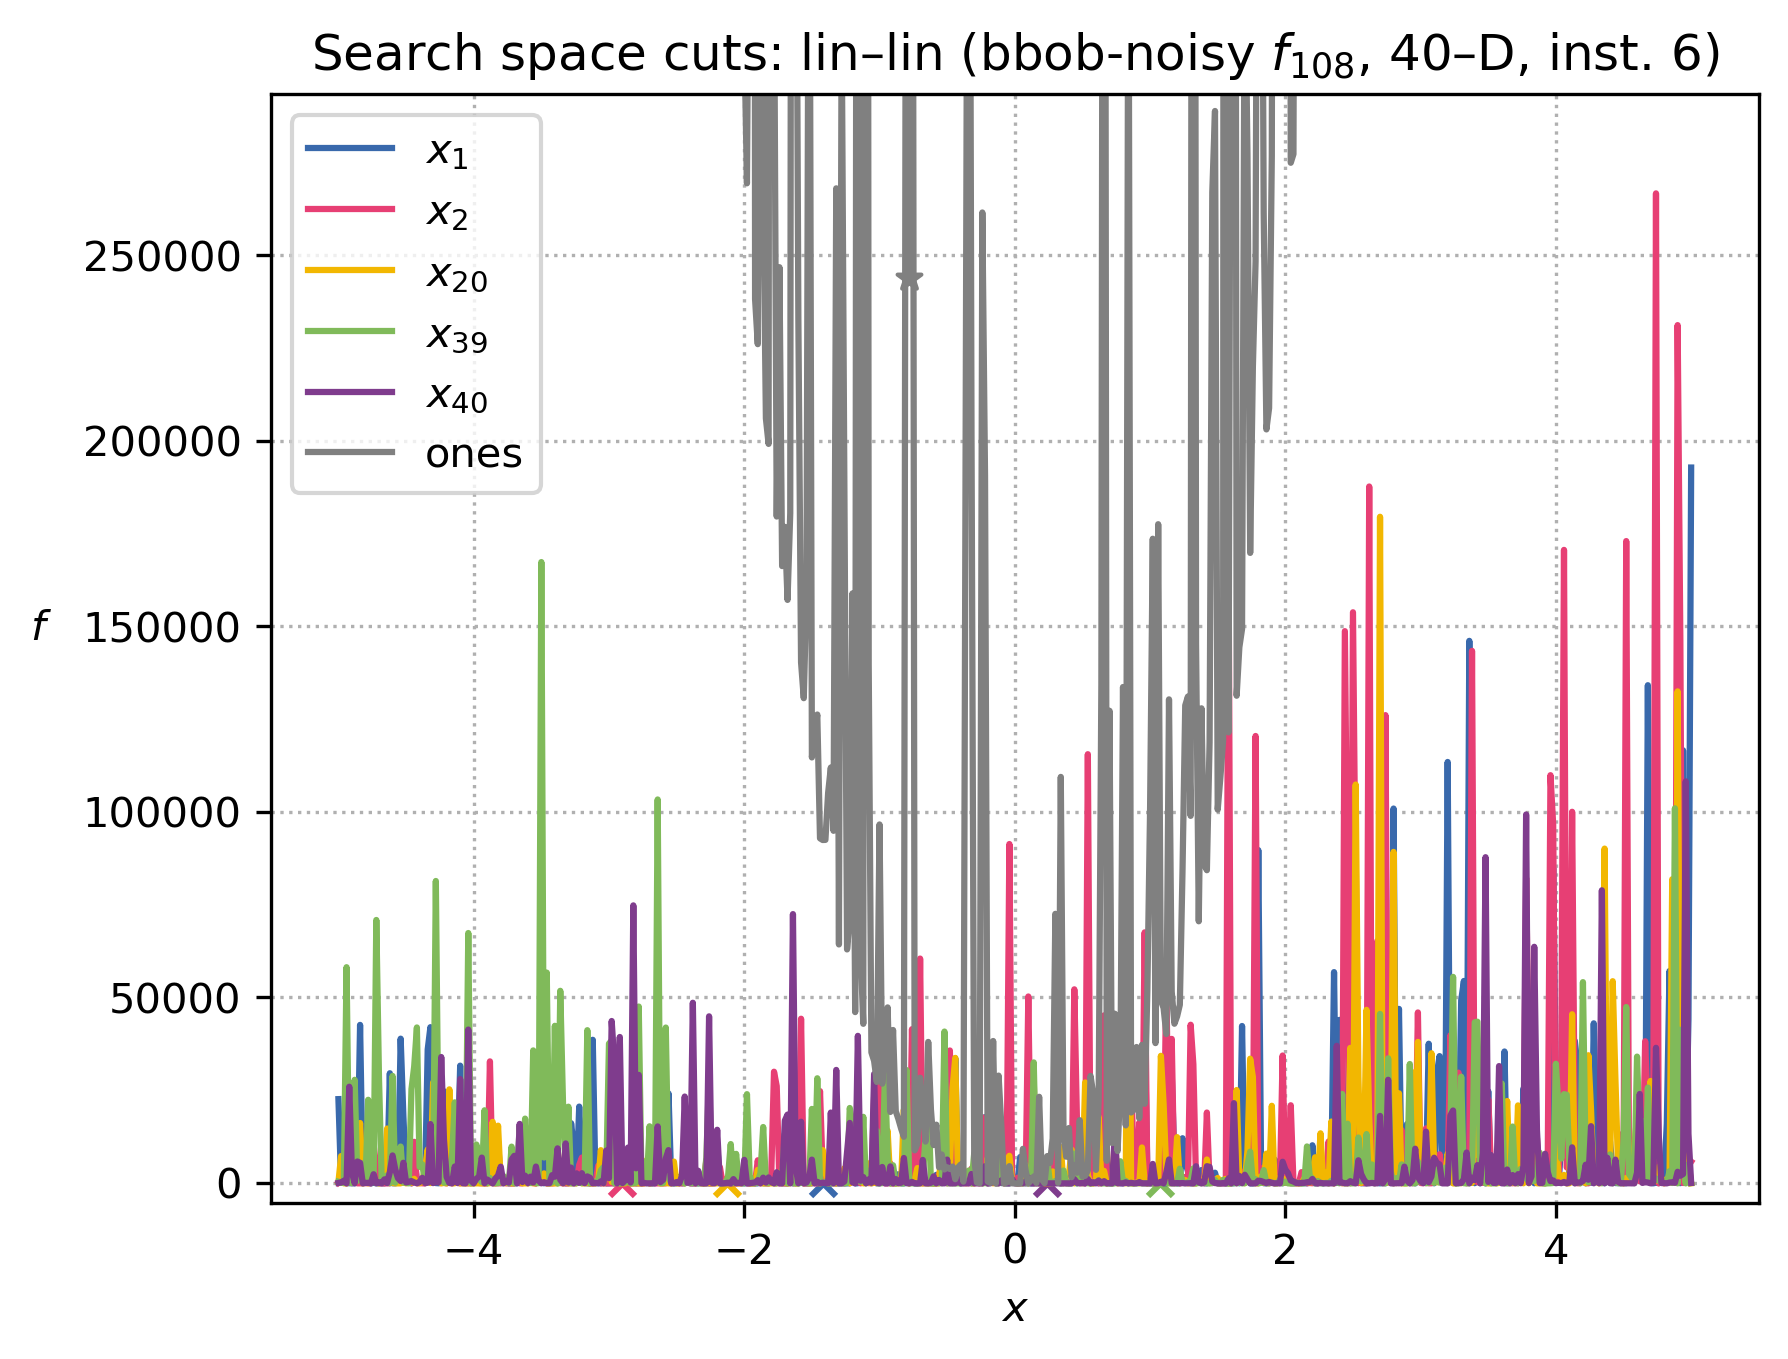 Search space cuts: lin–lin (bbob-noisy f₁₀₈, 40–D, inst. 6)
x₁
x₂
x₂₀
x₃₉
x₄₀
ones
250000
200000
150000
100000
50000
0
f
−4
−2
0
2
4
x